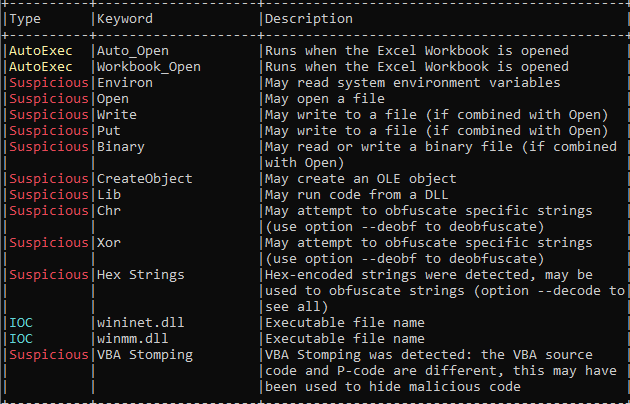 Type |Keyword |Description
AutoExec |Auto_Open |Runs when the Excel Workbook is opened
AutoExec |Workbook_Open |Runs when the Excel Workbook is opened
Suspicious|Environ |May read system environment variables
Suspicious|Open |May open a file
Suspicious|Write |May write to a file (if combined with Open)
Suspicious|Put |May write to a file (if combined with Open)
Suspicious|Binary |May read or write a binary file (if combined
with Open)
Suspicious|CreateObject |May create an OLE object
Suspicious|Lib |May run code from a DLL
Suspicious|Chr |May attempt to obfuscate specific strings
(use option --deobf to deobfuscate)
Suspicious|Xor |May attempt to obfuscate specific strings
(use option --deobf to deobfuscate)
Suspicious|Hex Strings |Hex-encoded strings were detected, may be
used to obfuscate strings (option --decode to
see all)
IOC |wininet.dll |Executable file name
IOC |winmm.dll |Executable file name
Suspicious|VBA Stomping |VBA Stomping was detected: the VBA source
code and P-code are different, this may have
been used to hide malicious code